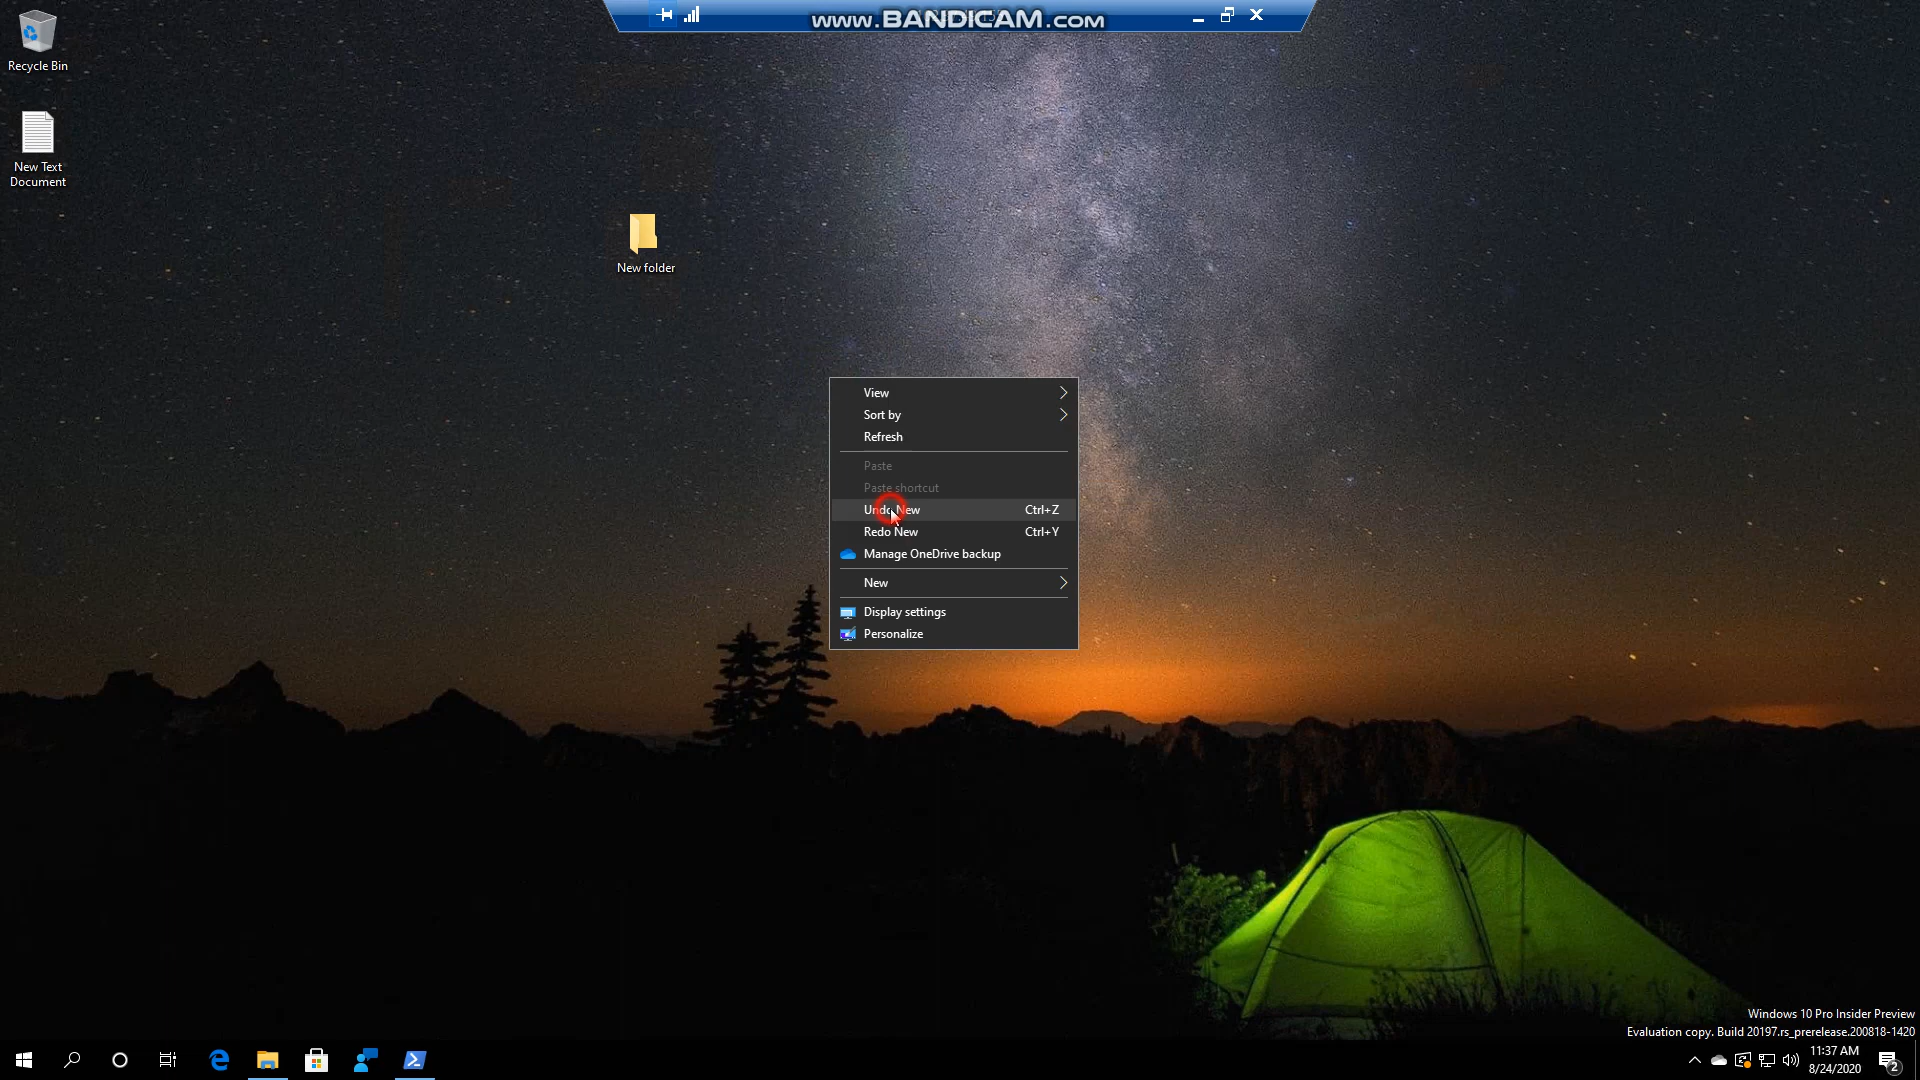 www.BANDICAM.com
Recycle Bin
New Text
Document
New folder
View
Sort by
Refresh
Paste
Paste shortcut
Undo New Ctrl+Z
Redo New Ctrl+Y
Manage OneDrive backup
New
Display settings
Personalize
Windows 10 Pro Insider Preview
Evaluation copy. Build 20197.rs_prerelease.200818-1420
11:37 AM
8/24/2020
2